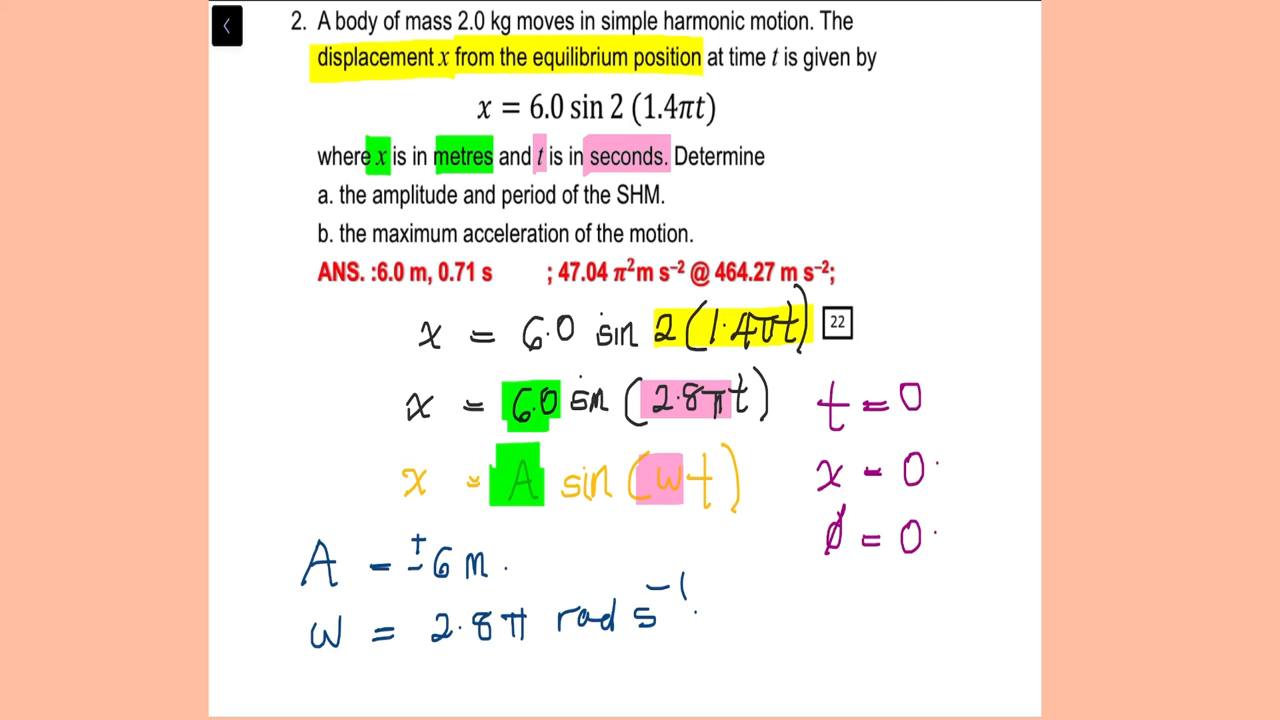 2. A body of mass 2.0 kg moves in simple harmonic motion. The
displacement x from the equilibrium position at time t is given by
x = 6.0 sin 2 (1.4πt)
where x is in metres and t is in seconds. Determine
a. the amplitude and period of the SHM.
b. the maximum acceleration of the motion.
ANS. :6.0 m, 0.71 s ; 47.04 π² m s⁻² @ 464.27 m s⁻²;
x = 6.0 sin 2 (1.4πt)
22
x = 6.0 sin (2.8πt)
t = 0
x = A sin (ωt)
x = 0.
ø = 0.
A = ±6 m.
ω = 2.8π rad s⁻¹.